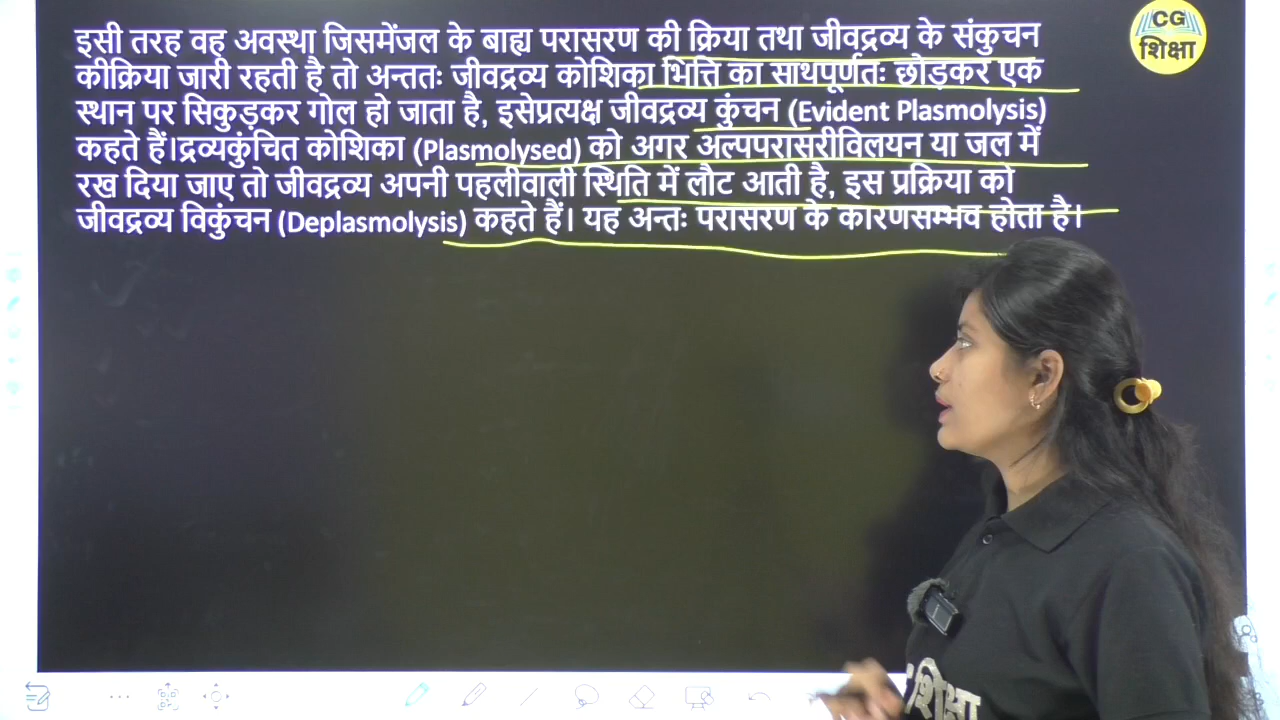 इसी तरह वह अवस्था जिसमेंजल के बाह्य परासरण की क्रिया तथा जीवद्रव्य के संकुचन
कीक्रिया जारी रहती है तो अन्ततः जीवद्रव्य कोशिका भित्ति का साथपूर्णतः छोड़कर एक
स्थान पर सिकुड़कर गोल हो जाता है, इसेप्रत्यक्ष जीवद्रव्य कुंचन (Evident Plasmolysis)
कहते हैं।द्रव्यकुंचित कोशिका (Plasmolysed) को अगर अल्पपरासरीविलयन या जल में
रख दिया जाए तो जीवद्रव्य अपनी पहलीवाली स्थिति में लौट आती है, इस प्रक्रिया को
जीवद्रव्य विकुंचन (Deplasmolysis) कहते हैं। यह अन्तः परासरण के कारणसम्भव होता है।
CG
शिक्षा
शिक्षा